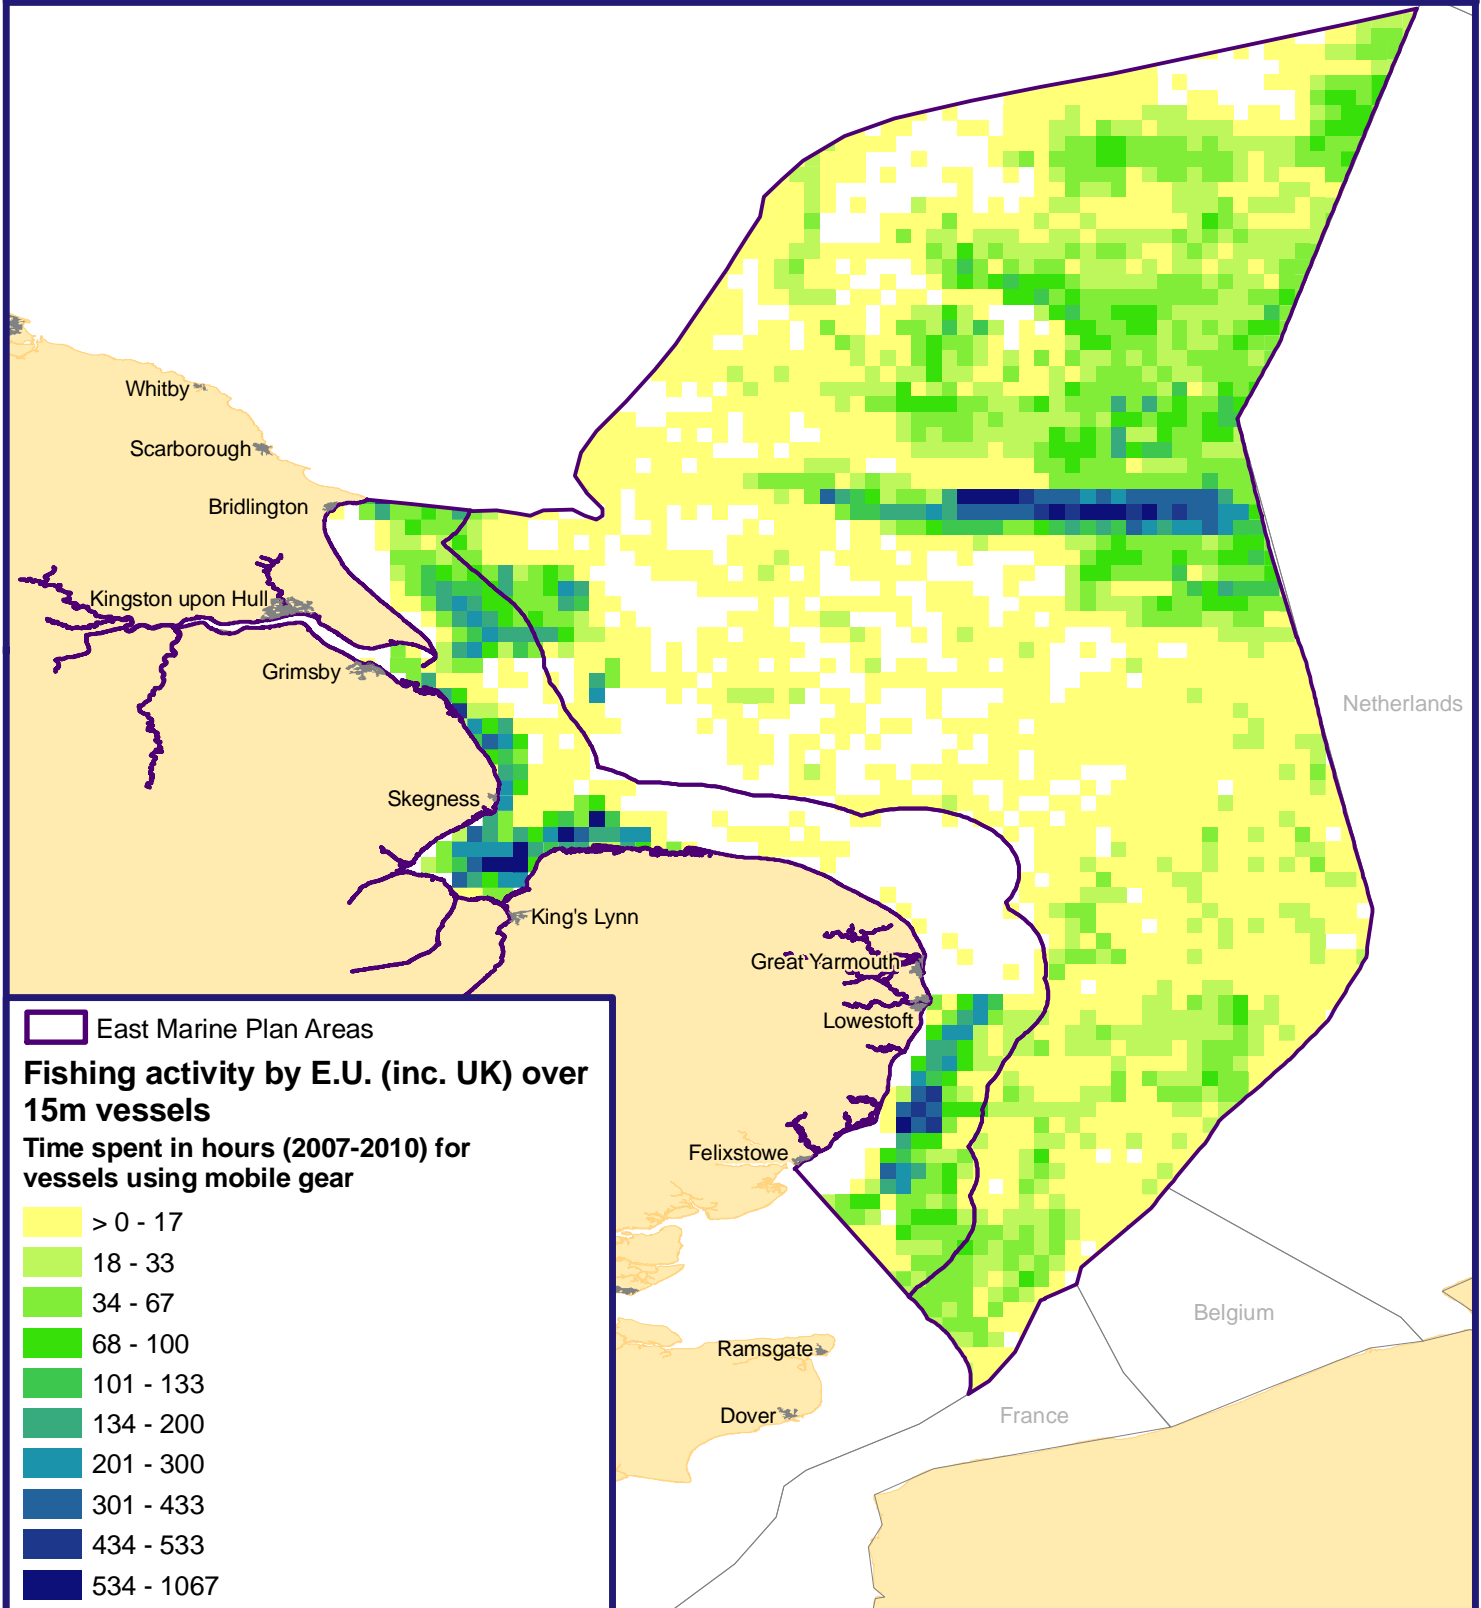 Whitby
Scarborough
Bridlington
Kingston upon Hull
Grimsby
Netherlands
Skegness
King's Lynn
Great Yarmouth
Lowestoft
East Marine Plan Areas
Fishing activity by E.U. (inc. UK) over
15m vessels
Time spent in hours (2007-2010) for
vessels using mobile gear
> 0 - 17
18 - 33
34 - 67
68 - 100
101 - 133
134 - 200
201 - 300
301 - 433
434 - 533
534 - 1067
Felixstowe
Belgium
Ramsgate
Dover
France